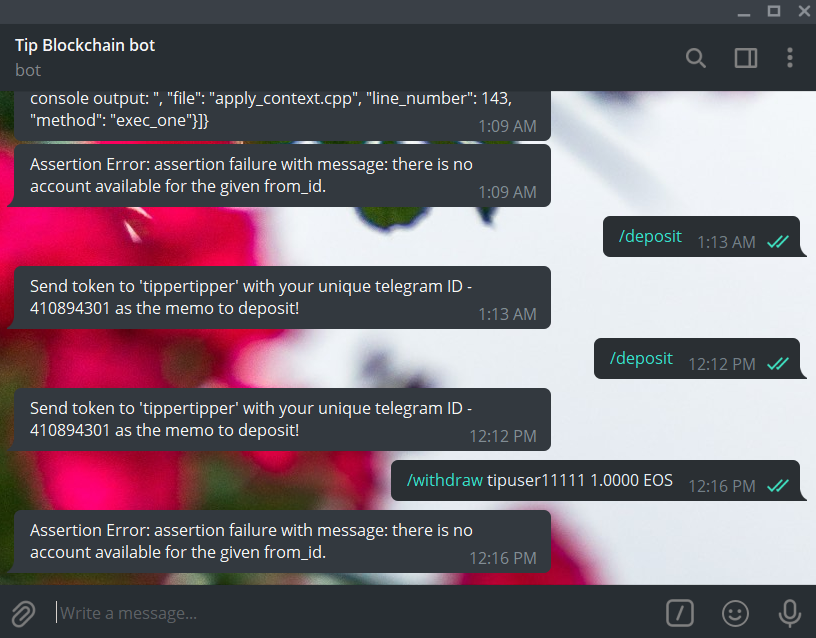 Tip Blockchain bot
bot
console output: ", "file": "apply_context.cpp", "line_number": 143,
"method": "exec_one"}]}
1:09 AM
Assertion Error: assertion failure with message: there is no
account available for the given from_id.
1:09 AM
/deposit 1:13 AM
Send token to 'tippertipper' with your unique telegram ID -
410894301 as the memo to deposit!
1:13 AM
/deposit 12:12 PM
Send token to 'tippertipper' with your unique telegram ID -
410894301 as the memo to deposit!
12:12 PM
/withdraw tipuser11111 1.0000 EOS 12:16 PM
Assertion Error: assertion failure with message: there is no
account available for the given from_id.
12:16 PM
Write a message...